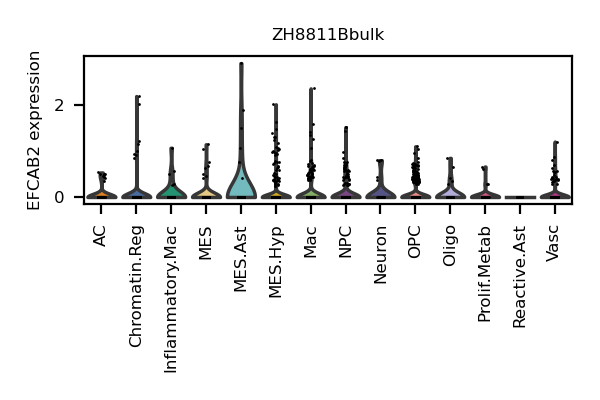 ZH8811Bbulk
EFCAB2 expression
2
0
AC
Chromatin.Reg
Inflammatory.Mac
MES
MES.Ast
MES.Hyp
Mac
NPC
Neuron
OPC
Oligo
Prolif.Metab
Reactive.Ast
Vasc